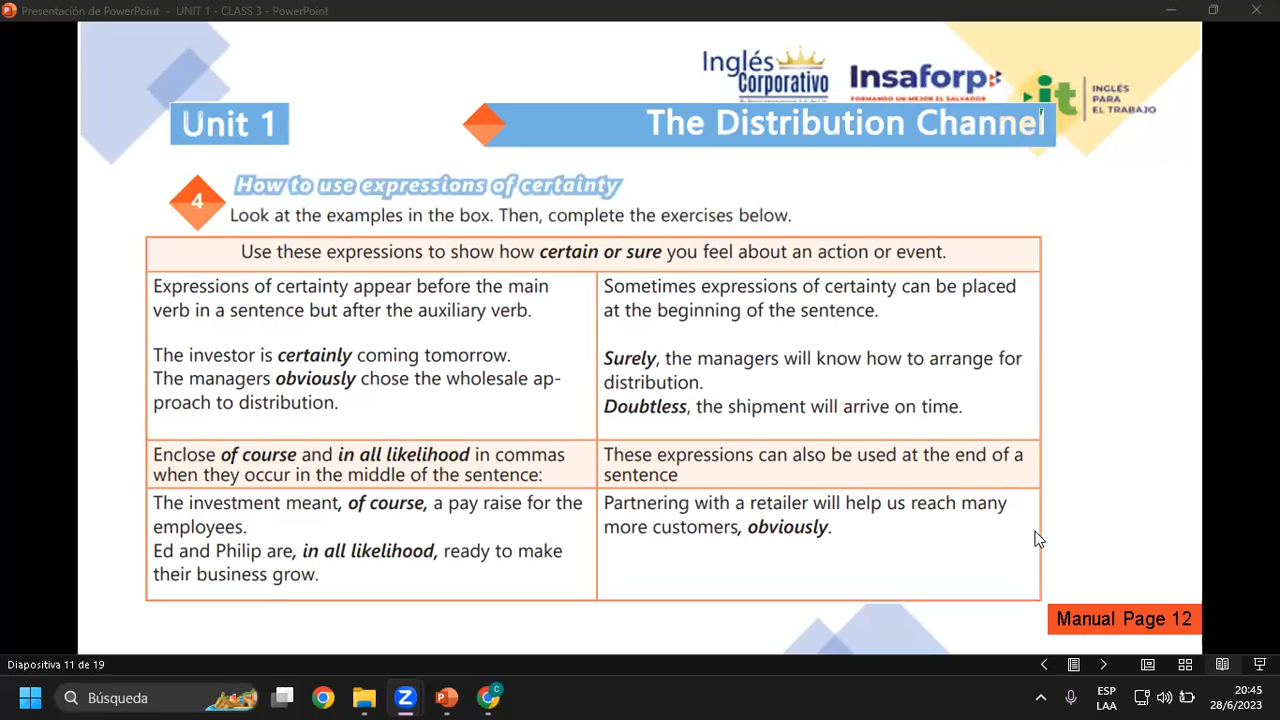 Presentación de PowerPoint - UNIT 1 - CLASS 3 - PowerPoint
Inglés
Corporativo
Insaforp
FORMANDO UN MEJOR EL SALVADOR
it
INGLÉS
PARA
EL TRABAJO
Unit 1
The Distribution Channel
4
How to use expressions of certainty
Look at the examples in the box. Then, complete the exercises below.
Use these expressions to show how certain or sure you feel about an action or event.
Expressions of certainty appear before the main
verb in a sentence but after the auxiliary verb.
The investor is certainly coming tomorrow.
The managers obviously chose the wholesale ap-
proach to distribution.
Sometimes expressions of certainty can be placed
at the beginning of the sentence.
Surely, the managers will know how to arrange for
distribution.
Doubtless, the shipment will arrive on time.
Enclose of course and in all likelihood in commas
when they occur in the middle of the sentence:
These expressions can also be used at the end of a
sentence
The investment meant, of course, a pay raise for the
employees.
Ed and Philip are, in all likelihood, ready to make
their business grow.
Partnering with a retailer will help us reach many
more customers, obviously.
Manual Page 12
Diapositiva 11 de 19
Búsqueda
ESP
LAA
20:45
28/6/2023